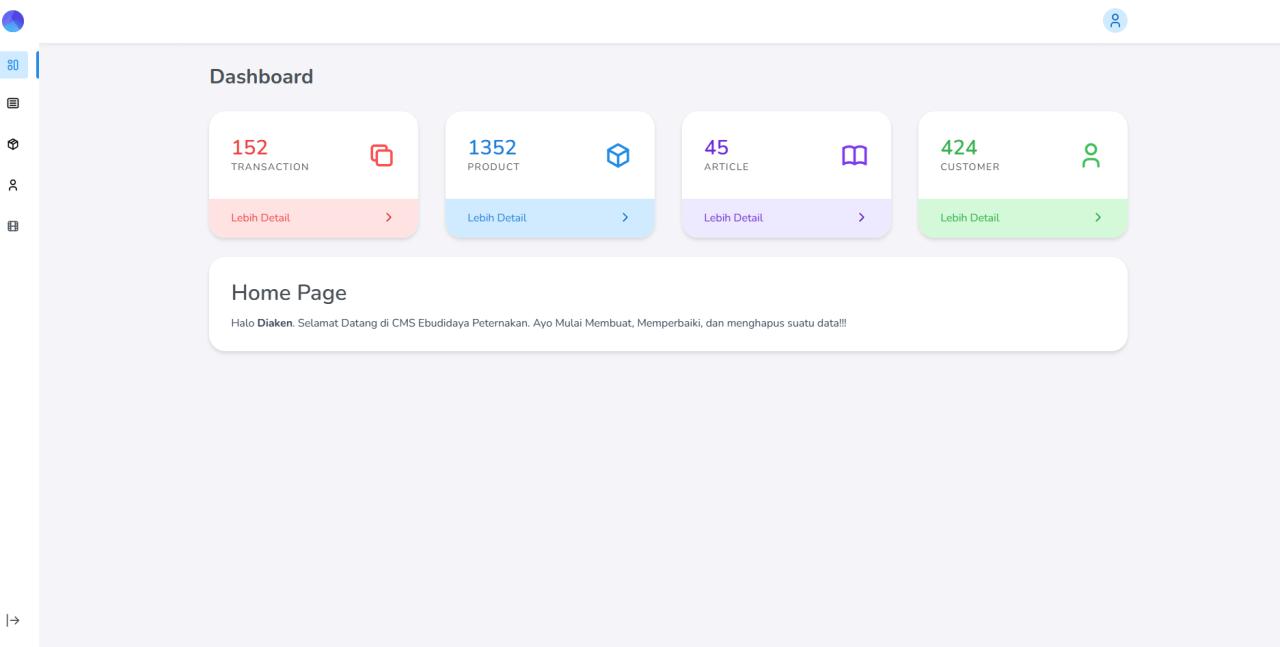 Dashboard
152
TRANSACTION
Lebih Detail
1352
PRODUCT
Lebih Detail
45
ARTICLE
Lebih Detail
424
CUSTOMER
Lebih Detail
Home Page
Halo Diaken. Selamat Datang di CMS Ebudidaya Peternakan. Ayo Mulai Membuat, Memperbaiki, dan menghapus suatu data!!!